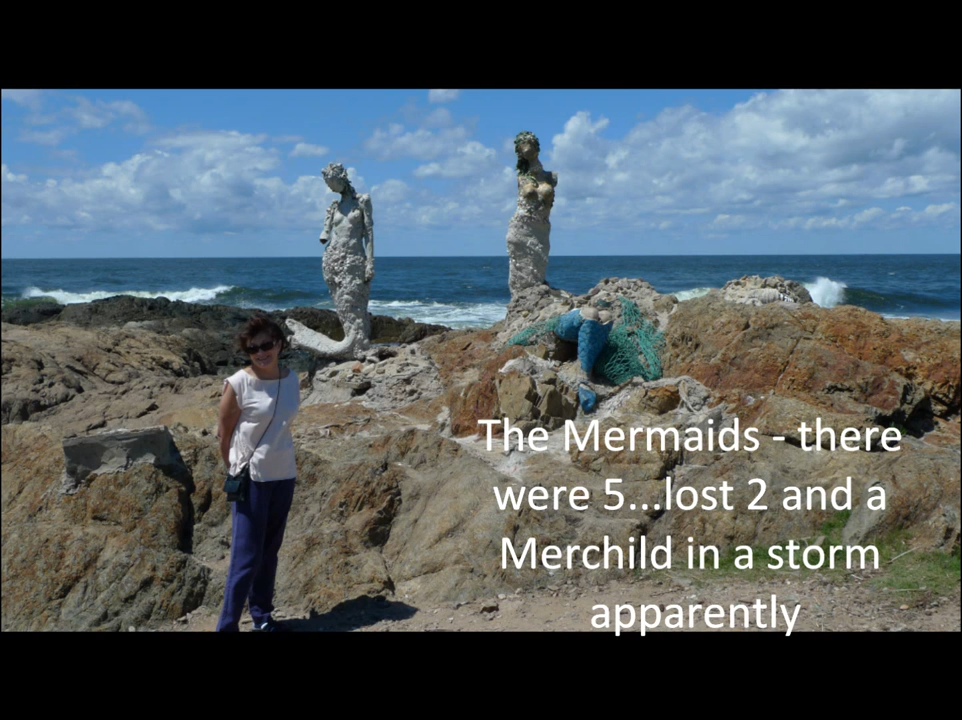 The Mermaids - there
were 5...lost 2 and a
Merchild in a storm
apparently